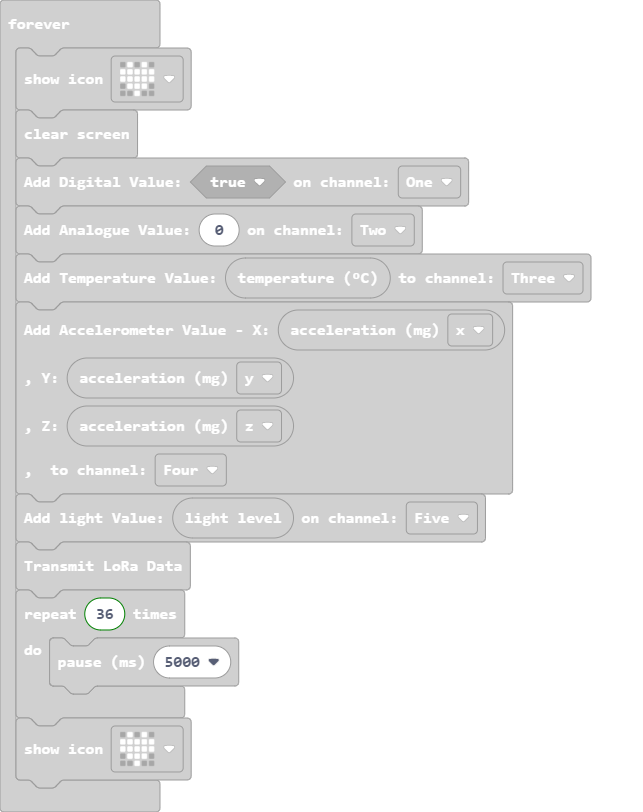 forever
show icon
clear screen
Add Digital Value: true on channel: One
Add Analogue Value: 0 on channel: Two
Add Temperature Value: temperature (ºC) to channel: Three
Add Accelerometer Value - X: acceleration (mg) x
, Y: acceleration (mg) y
, Z: acceleration (mg) z
, to channel: Four
Add light Value: light level on channel: Five
Transmit LoRa Data
repeat 36 times
do
pause (ms) 5000
show icon